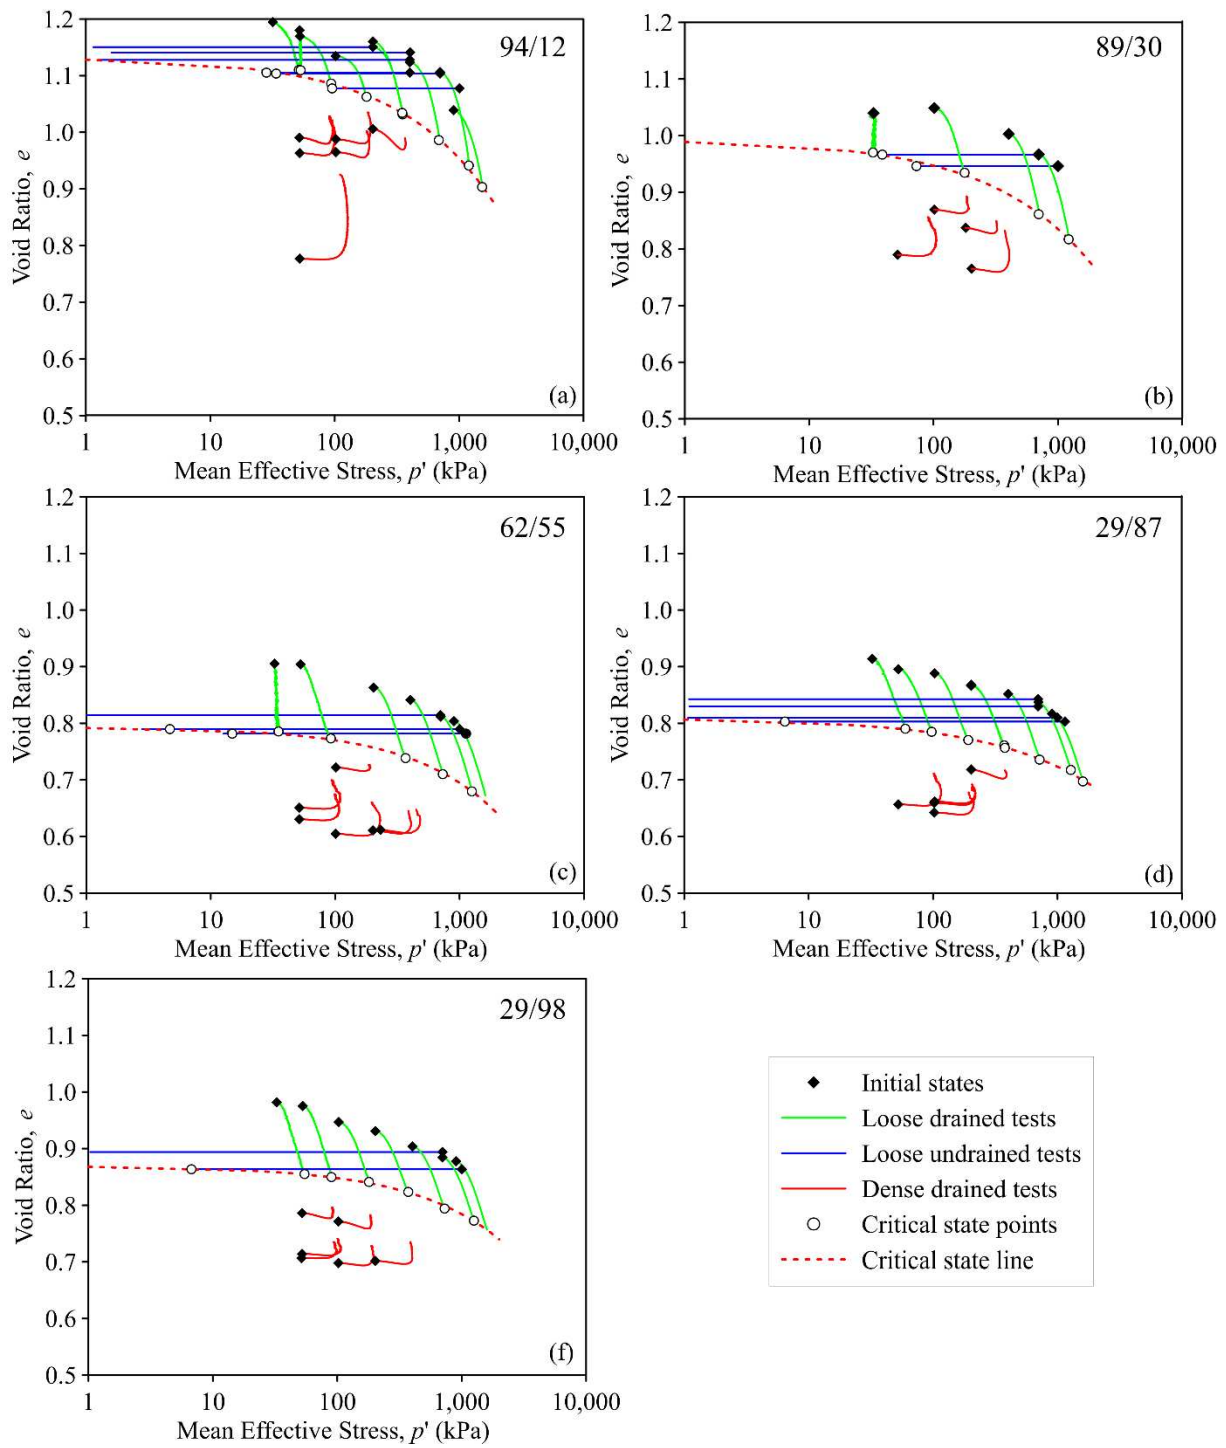 1.2
1.1
1.0
0.9
0.8
0.7
0.6
0.5
Void Ratio, e
94/12
(a)
1 10 100 1,000 10,000
Mean Effective Stress, p' (kPa)
1.2
1.1
1.0
0.9
0.8
0.7
0.6
0.5
Void Ratio, e
89/30
(b)
1 10 100 1,000 10,000
Mean Effective Stress, p' (kPa)
1.2
1.1
1.0
0.9
0.8
0.7
0.6
0.5
Void Ratio, e
62/55
(c)
1 10 100 1,000 10,000
Mean Effective Stress, p' (kPa)
1.2
1.1
1.0
0.9
0.8
0.7
0.6
0.5
Void Ratio, e
29/87
(d)
1 10 100 1,000 10,000
Mean Effective Stress, p' (kPa)
1.2
1.1
1.0
0.9
0.8
0.7
0.6
0.5
Void Ratio, e
29/98
(f)
1 10 100 1,000 10,000
Mean Effective Stress, p' (kPa)
Initial states
Loose drained tests
Loose undrained tests
Dense drained tests
Critical state points
Critical state line